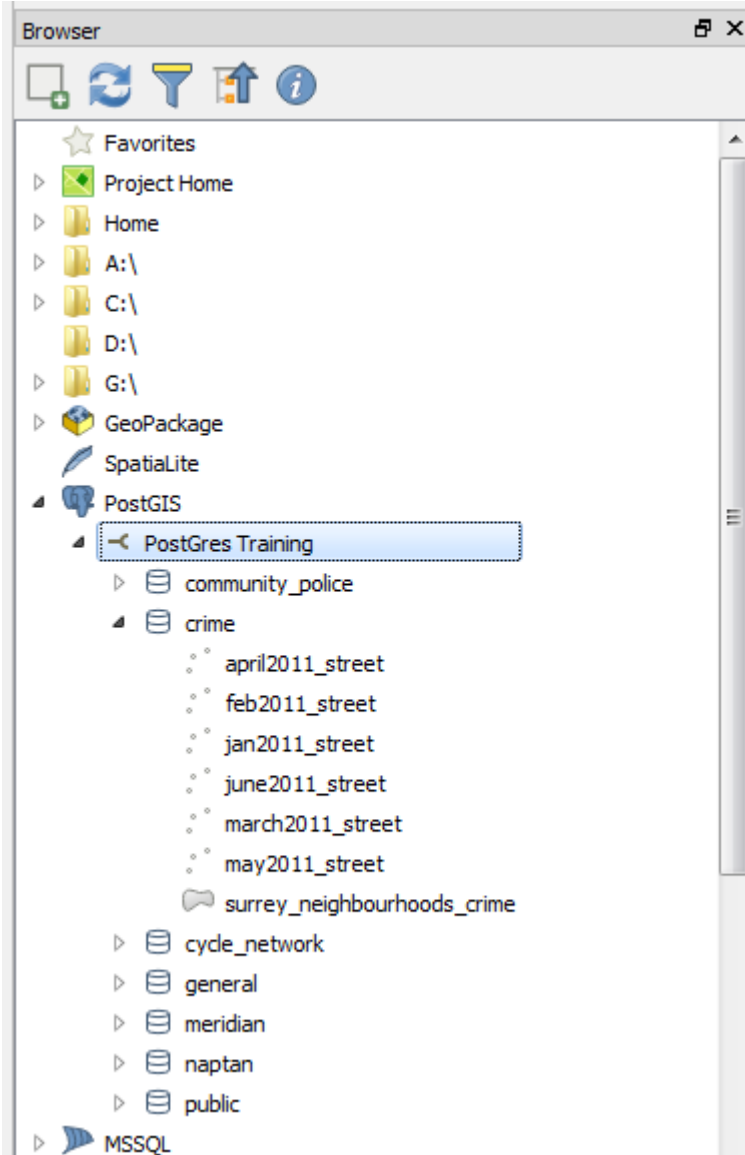 Browser
Favorites
Project Home
Home
A:\
C:\
D:\
G:\
GeoPackage
SpatiaLite
PostGIS
PostGres Training
community_police
crime
april2011_street
feb2011_street
jan2011_street
june2011_street
march2011_street
may2011_street
surrey_neighbourhoods_crime
cycle_network
general
meridian
naptan
public
MSSQL